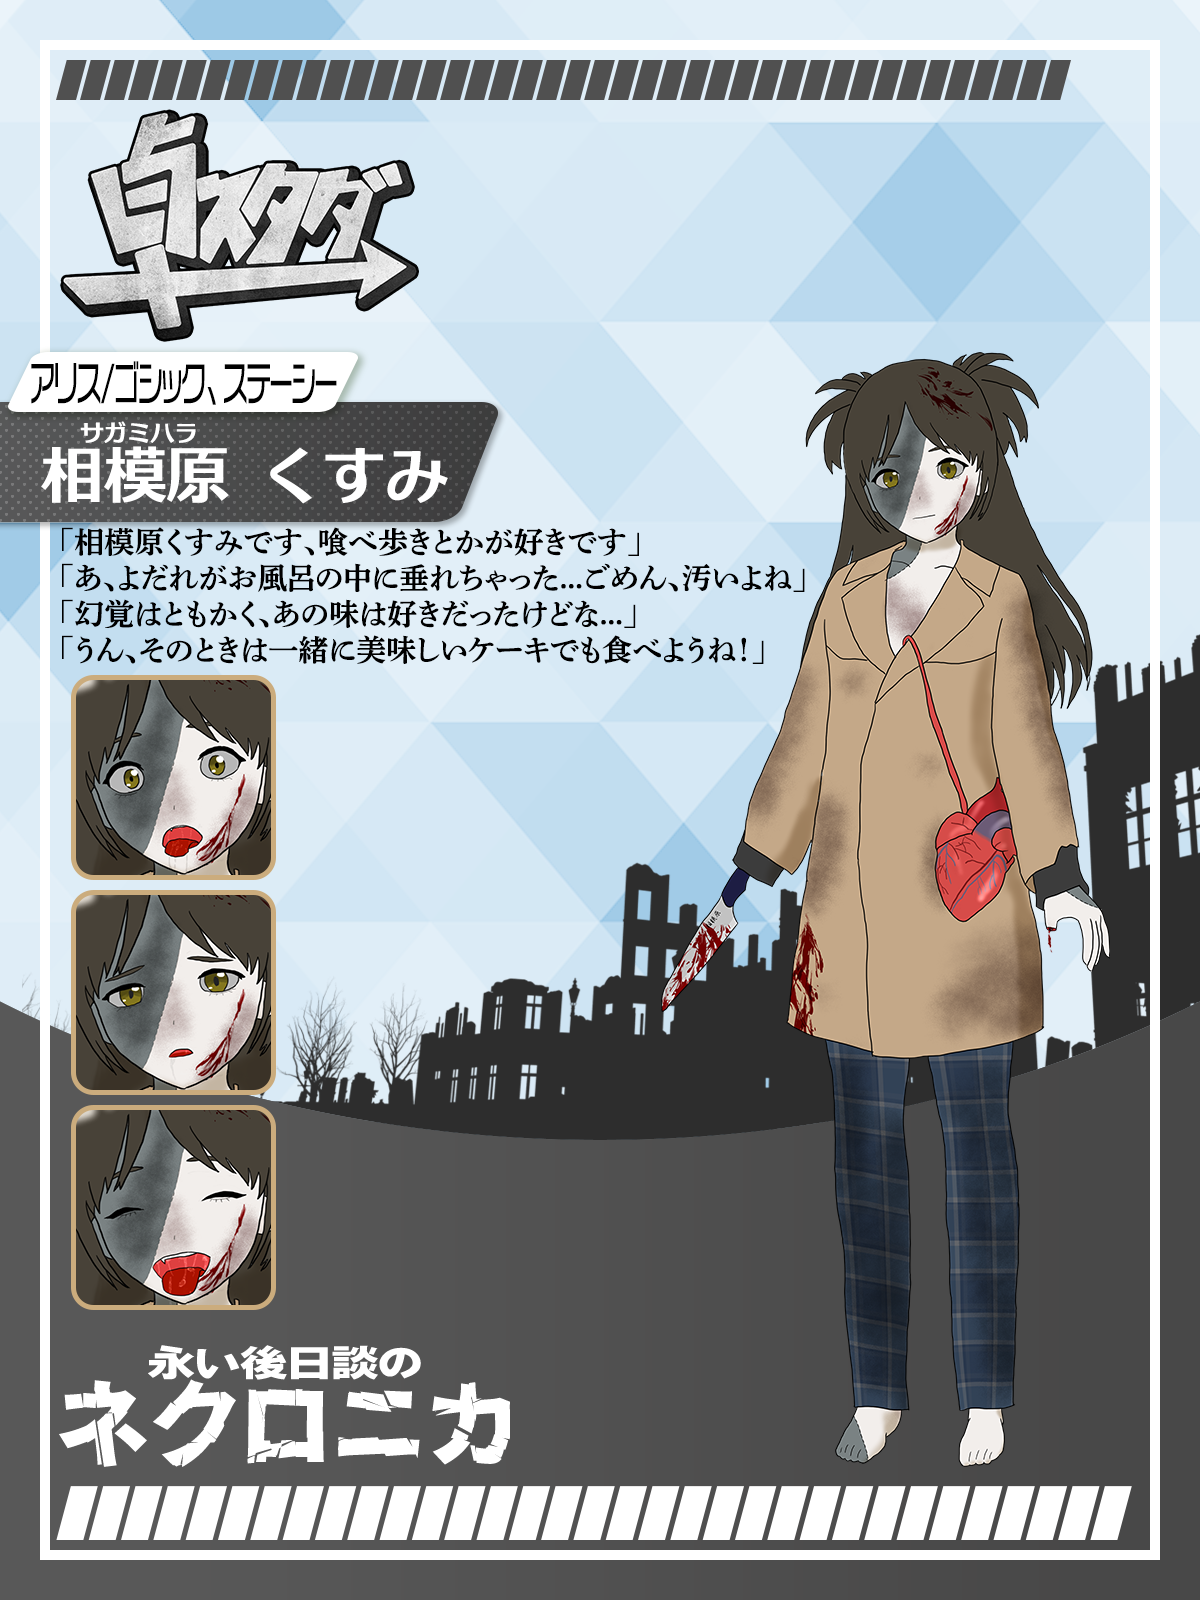 卓スタダ
アリス/ゴシック、ステーシー
サガミハラ
相模原 くすみ
「相模原くすみです、喰べ歩きとかが好きです」
「あ、よだれがお風呂の中に垂れちゃった…ごめん、汚いよね」
「幻覚はともかく、あの味は好きだったけどな…」
「うん、そのときは一緒に美味しいケーキでも食べようね！」
永い後日談の
ネクロニカ